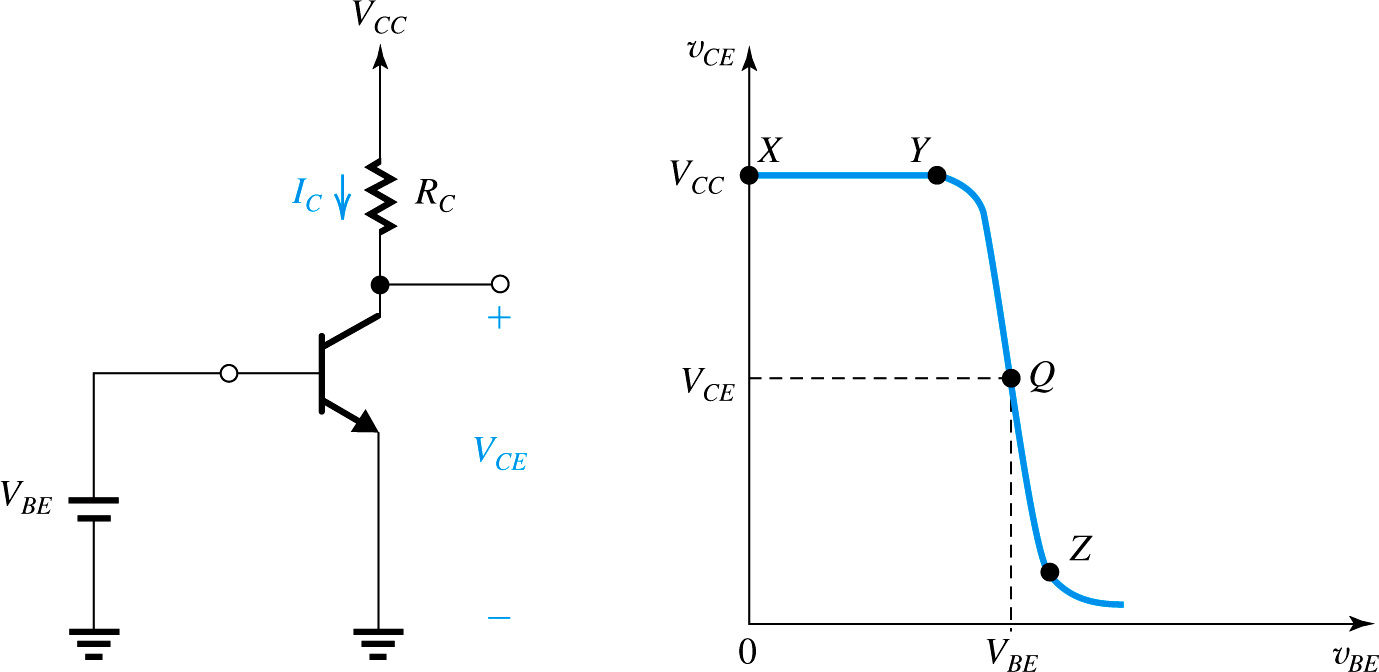 V_CC
I_C
R_C
+
V_CE
−
V_BE
v_CE
X
Y
V_CC
V_CE
Q
Z
0
V_BE
v_BE